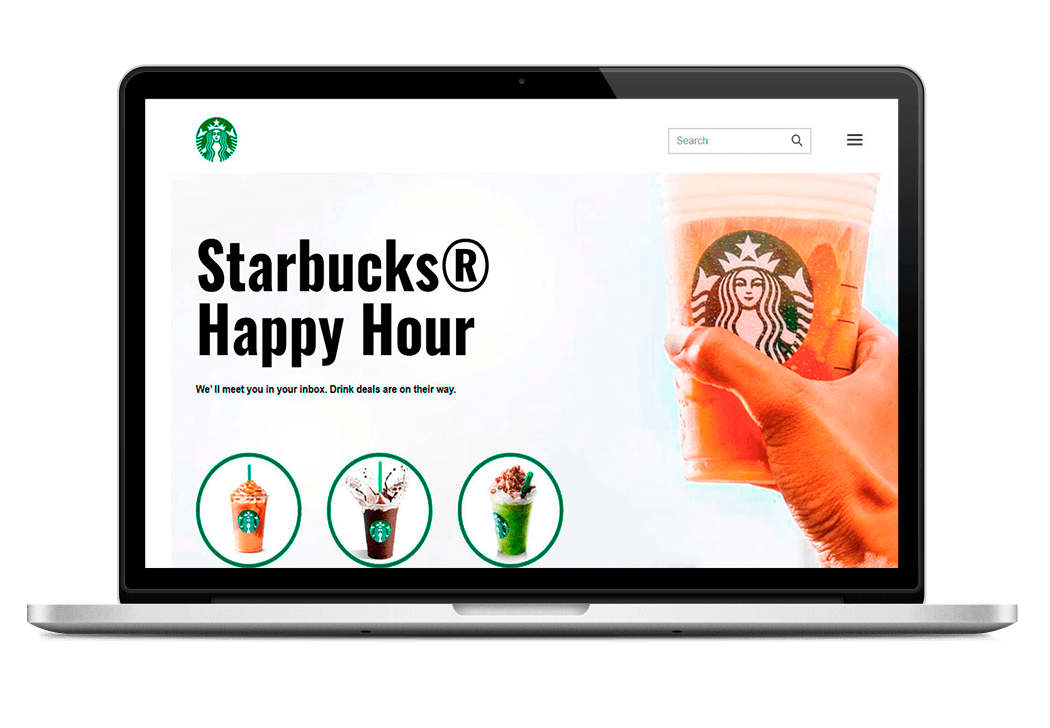 Search
Starbucks®
Happy Hour
We' ll meet you in your inbox. Drink deals are on their way.